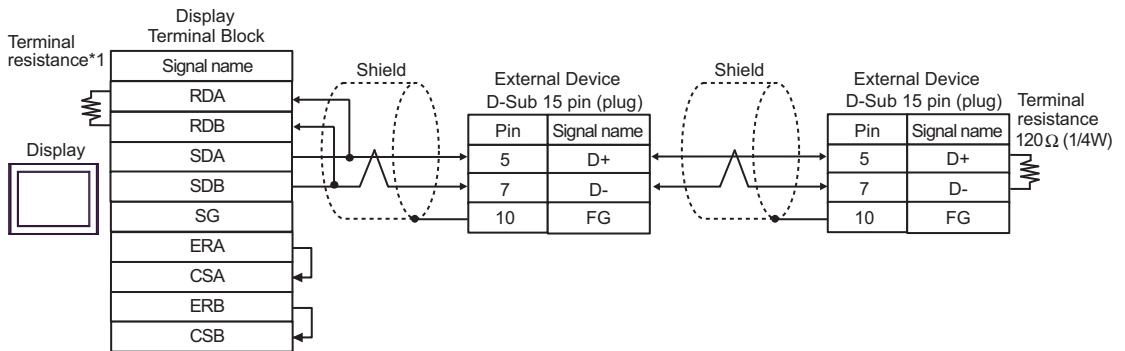 Display
Terminal Block
Terminal
resistance*1
Signal name
RDA
RDB
SDA
SDB
SG
ERA
CSA
ERB
CSB
Display
Shield
External Device
D-Sub 15 pin (plug)
Pin Signal name
5 D+
7 D-
10 FG
Shield
External Device
D-Sub 15 pin (plug)
Pin Signal name
5 D+
7 D-
10 FG
Terminal
resistance
120Ω (1/4W)